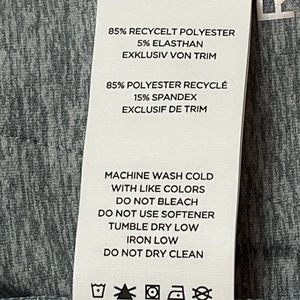 85% RECYCELT POLYESTER
5% ELASTHAN
EXKLUSIV VON TRIM
85% POLYESTER RECYCLÉ
15% SPANDEX
EXCLUSIF DE TRIM
MACHINE WASH COLD
WITH LIKE COLORS
DO NOT BLEACH
DO NOT USE SOFTENER
TUMBLE DRY LOW
IRON LOW
DO NOT DRY CLEAN